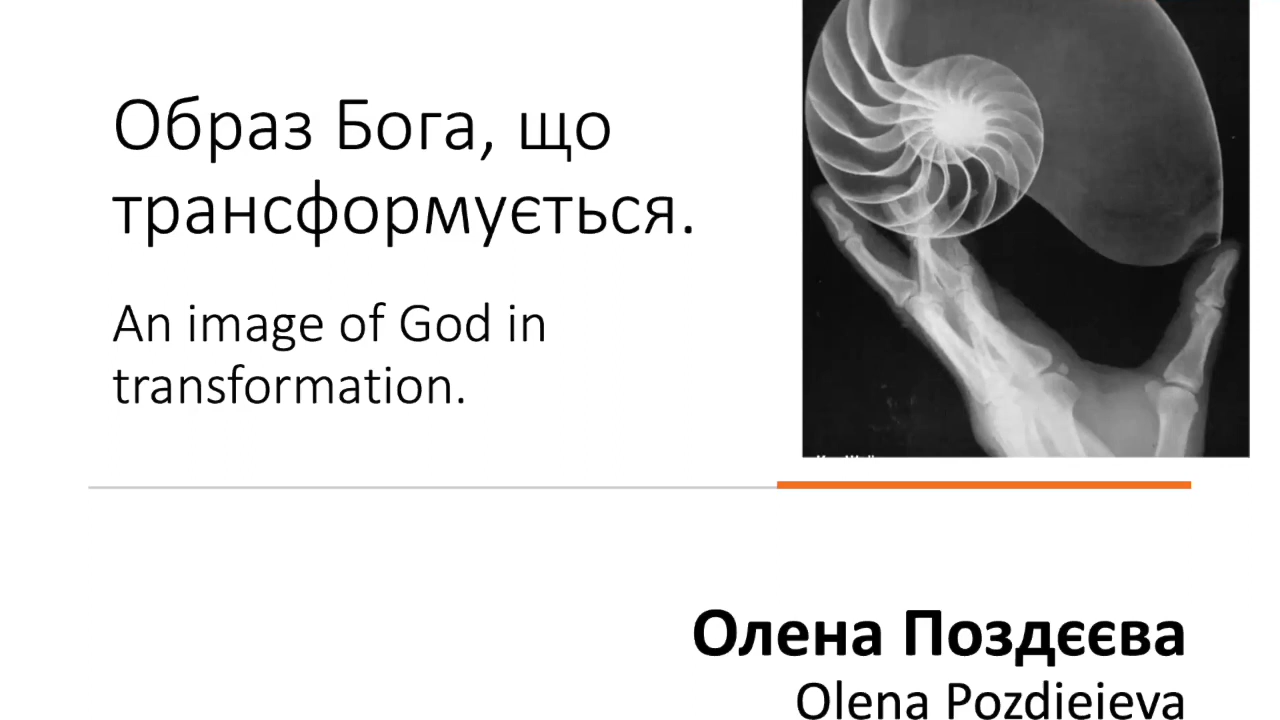 Образ Бога, що
трансформується.
An image of God in
transformation.
Олена Поздєєва
Olena Pozdieieva